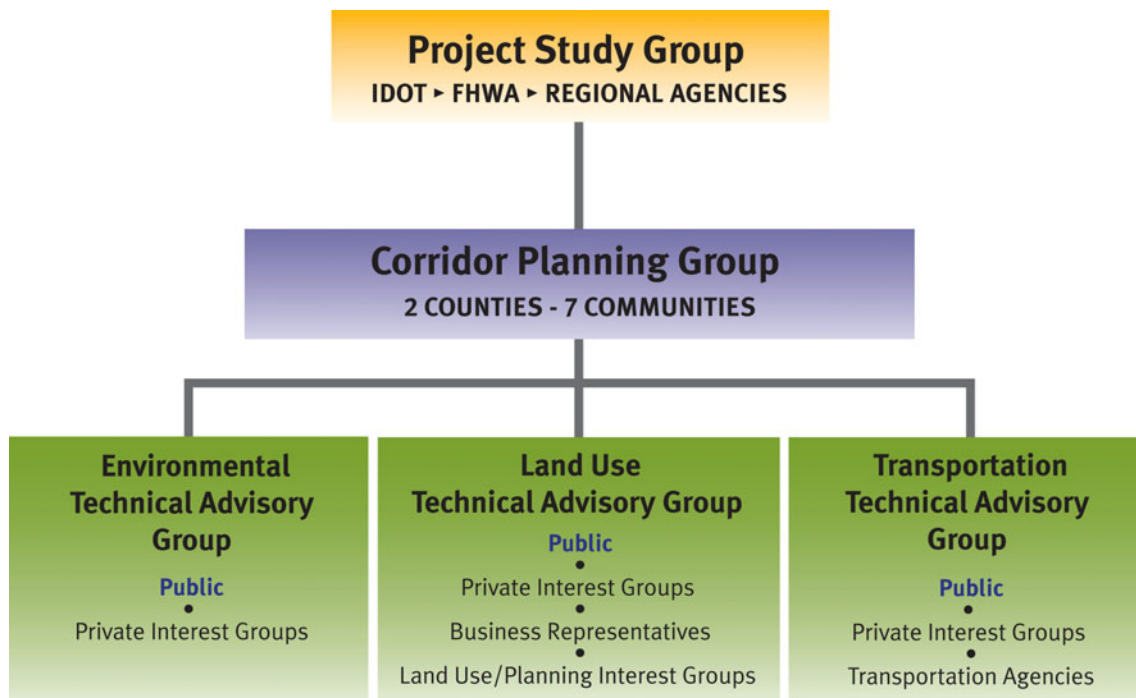 Project Study Group
IDOT ▸ FHWA ▸ REGIONAL AGENCIES
Corridor Planning Group
2 COUNTIES - 7 COMMUNITIES
Environmental
Technical Advisory
Group
Public
•
Private Interest Groups
Land Use
Technical Advisory Group
Public
•
Private Interest Groups
•
Business Representatives
•
Land Use/Planning Interest Groups
Transportation
Technical Advisory
Group
Public
•
Private Interest Groups
•
Transportation Agencies